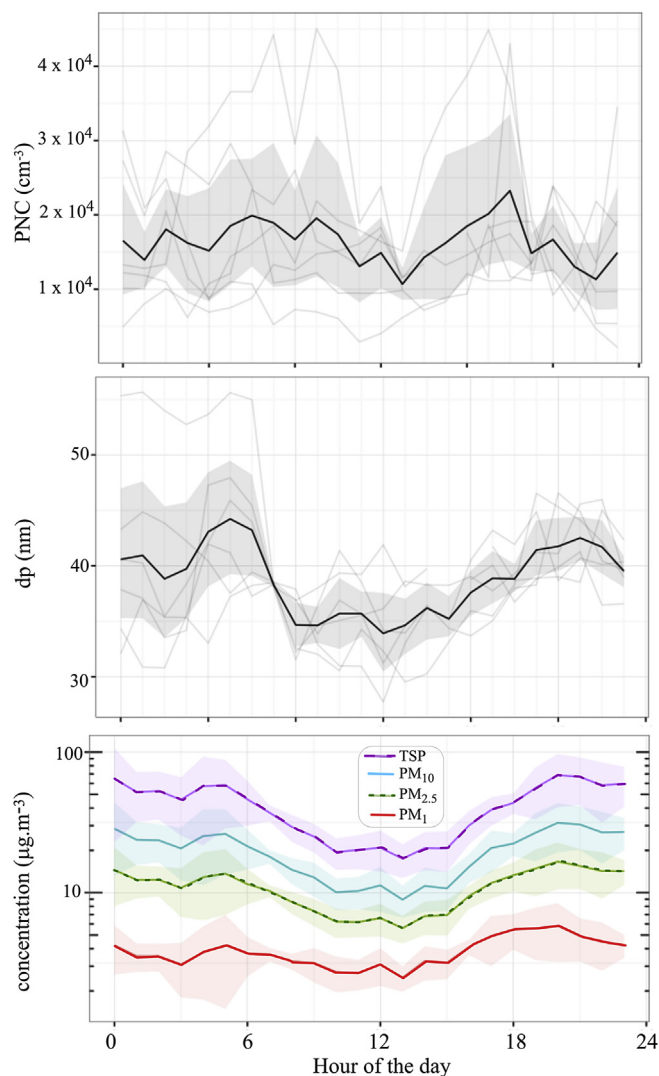 4 x 10⁴
3 x 10⁴
2 x 10⁴
1 x 10⁴
PNC (cm⁻³)
50
40
30
dp (nm)
100
10
concentration (µg.m⁻³)
TSP
PM₁₀
PM₂.₅
PM₁
0 6 12 18 24
Hour of the day